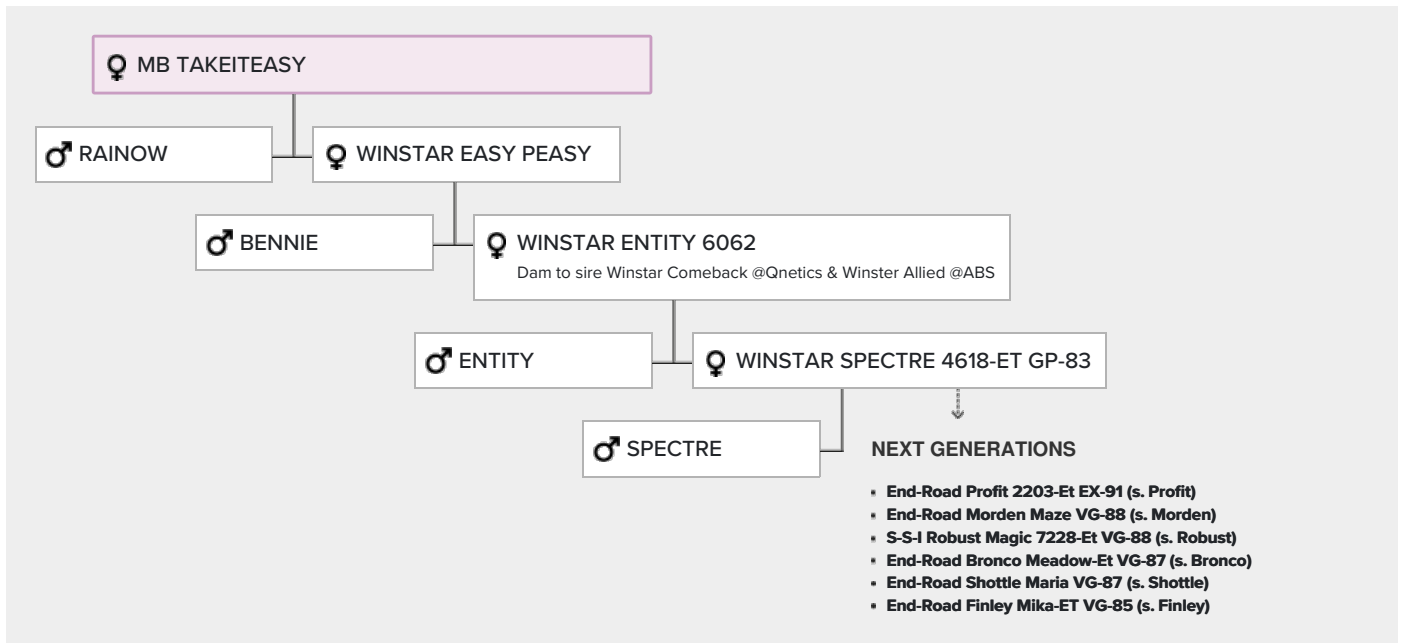 MB TAKEITEASY
RAINOW
WINSTAR EASY PEASY
BENNIE
WINSTAR ENTITY 6062
Dam to sire Winstar Comeback @Qnetics & Winster Allied @ABS
ENTITY
WINSTAR SPECTRE 4618-ET GP-83
SPECTRE
NEXT GENERATIONS
End-Road Profit 2203-Et EX-91 (s. Profit)
End-Road Morden Maze VG-88 (s. Morden)
S-S-I Robust Magic 7228-Et VG-88 (s. Robust)
End-Road Bronco Meadow-Et VG-87 (s. Bronco)
End-Road Shottle Maria VG-87 (s. Shottle)
End-Road Finley Mika-ET VG-85 (s. Finley)